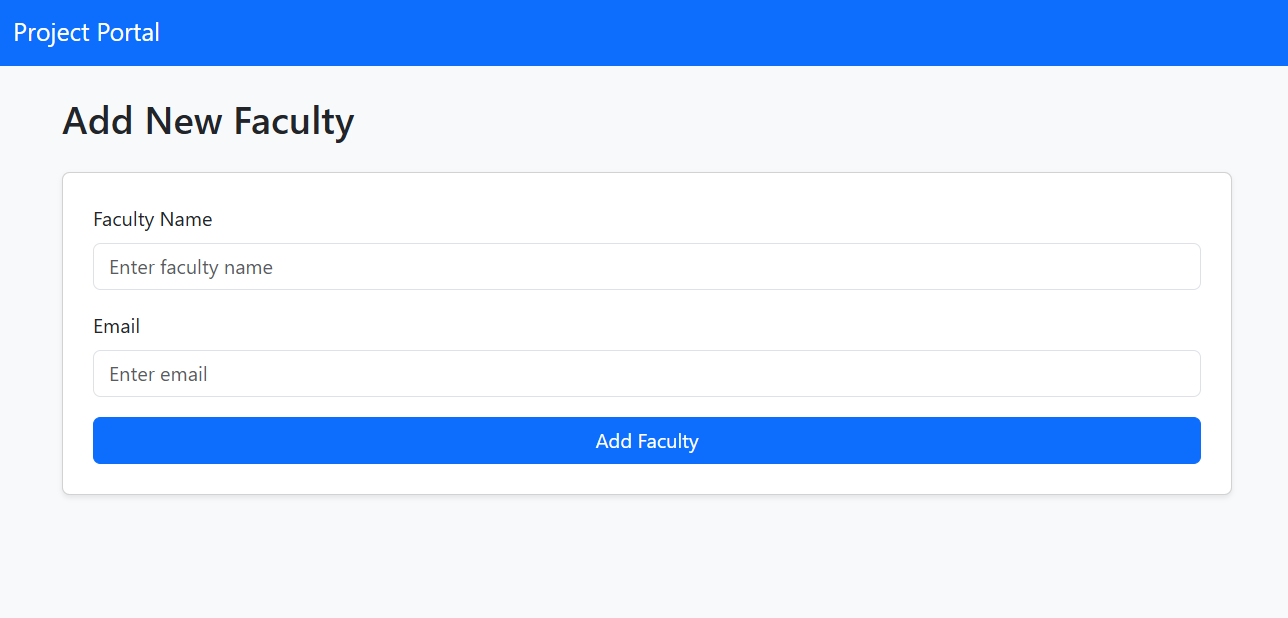 Project Portal
Add New Faculty
Faculty Name
Enter faculty name
Email
Enter email
Add Faculty